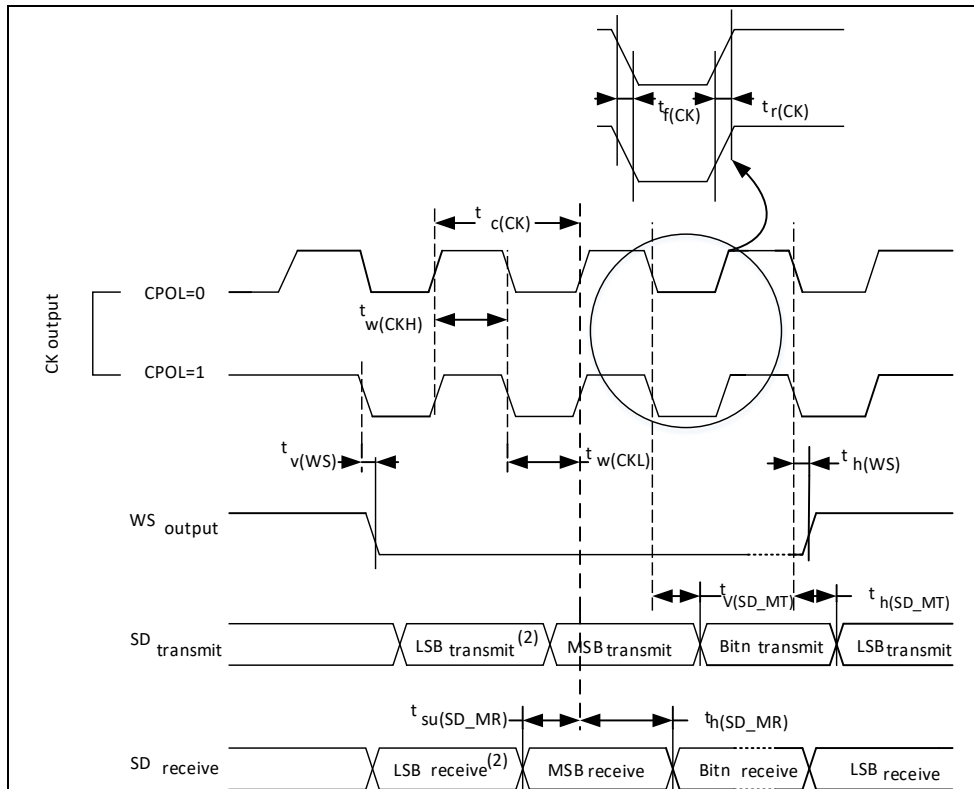 t f(CK)
t r(CK)
t c(CK)
CK output
CPOL=0
t w(CKH)
CPOL=1
t v(WS)
t w(CKL)
t h(WS)
WS output
t V(SD_MT)
t h(SD_MT)
SD transmit
LSB transmit(2)
MSB transmit
Bitn transmit
LSB transmit
t su(SD_MR)
th(SD_MR)
SD receive
LSB receive(2)
MSB receive
Bitn receive
LSB receive